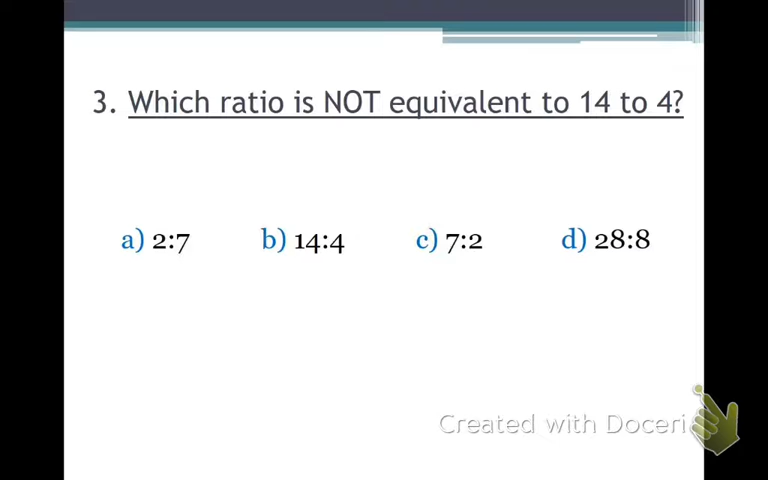 3. Which ratio is NOT equivalent to 14 to 4?
a) 2:7 b) 14:4 c) 7:2 d) 28:8
Created with Doceri